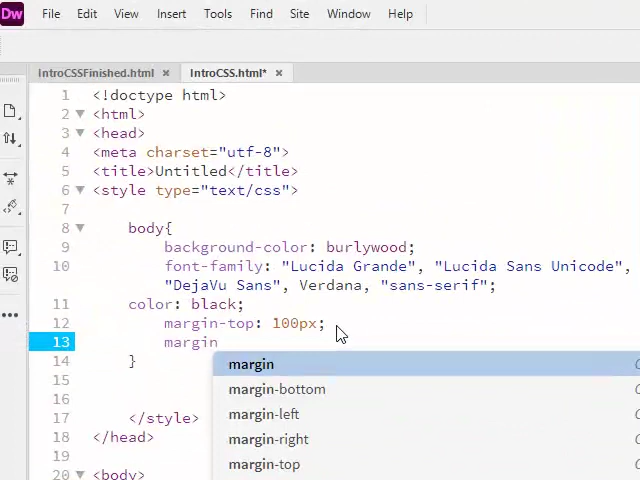 Dw File Edit View Insert Tools Find Site Window Help
IntroCSSFinished.html × IntroCSS.html* ×
1 <!doctype html>
2 <html>
3 <head>
4 <meta charset="utf-8">
5 <title>Untitled</title>
6 <style type="text/css">
7
8 body{
9 background-color: burlywood;
10 font-family: "Lucida Grande", "Lucida Sans Unicode",
"DejaVu Sans", Verdana, "sans-serif";
11 color: black;
12 margin-top: 100px;
13 margin
14 }
15
16
17 </style>
18 </head>
19
20 <body>
margin
margin-bottom
margin-left
margin-right
margin-top